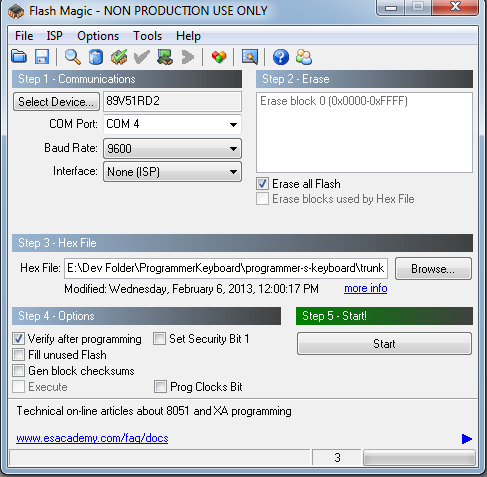 Flash Magic - NON PRODUCTION USE ONLY
File ISP Options Tools Help
Step 1 - Communications
Select Device... 89V51RD2
COM Port: COM 4
Baud Rate: 9600
Interface: None (ISP)
Step 2 - Erase
Erase block 0 (0x0000-0xFFFF)
Erase all Flash
Erase blocks used by Hex File
Step 3 - Hex File
Hex File: E:\Dev Folder\ProgrammerKeyboard\programmer-s-keyboard\trunk Browse...
Modified: Wednesday, February 6, 2013, 12:00:17 PM more info
Step 4 - Options
Verify after programming Set Security Bit 1
Fill unused Flash
Gen block checksums
Execute Prog Clocks Bit
Step 5 - Start!
Start
Technical on-line articles about 8051 and XA programming
www.esacademy.com/faq/docs
3